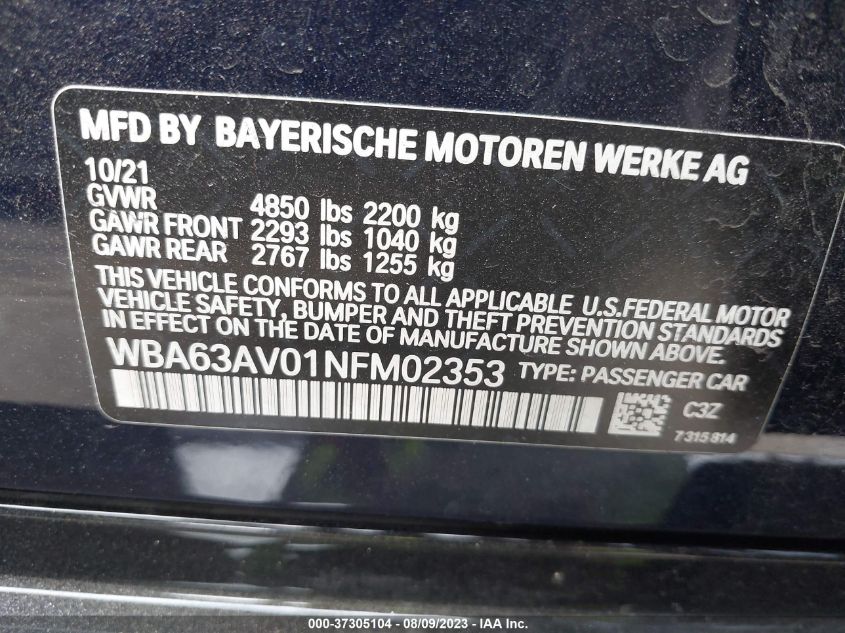 MFD BY BAYERISCHE MOTOREN WERKE AG
10/21
GVWR 4850 lbs 2200 kg
GAWR FRONT 2293 lbs 1040 kg
GAWR REAR 2767 lbs 1255 kg
THIS VEHICLE CONFORMS TO ALL APPLICABLE U.S.FEDERAL MOTOR
VEHICLE SAFETY, BUMPER AND THEFT PREVENTION STANDARDS
IN EFFECT ON THE DATE OF MANUFACTURE SHOWN ABOVE.
WBA63AV01NFM02353 TYPE: PASSENGER CAR
C3Z
7315814
000-37305104 - 08/09/2023 - IAA Inc.